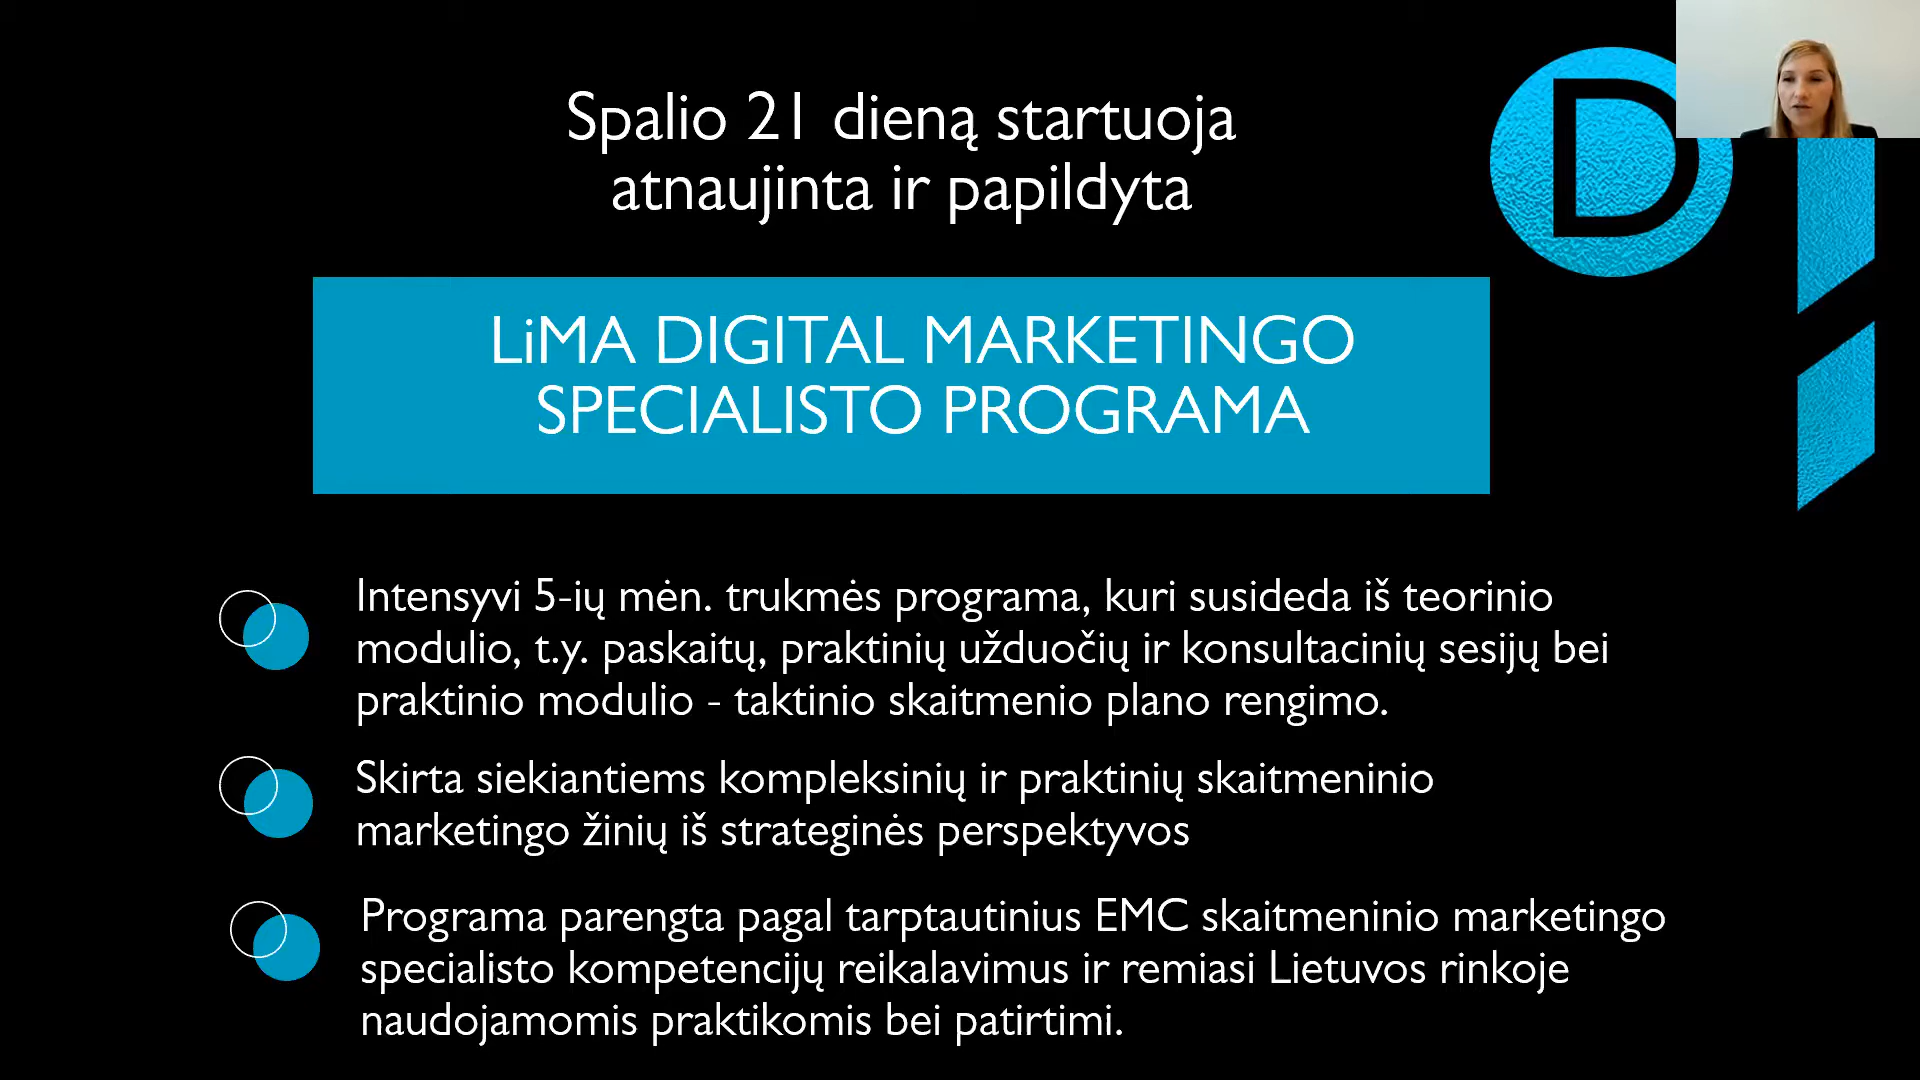 Spalio 21 dieną startuoja
atnaujinta ir papildyta
LiMA DIGITAL MARKETINGO
SPECIALISTO PROGRAMA
Intensyvi 5-ių mėn. trukmės programa, kuri susideda iš teorinio
modulio, t.y. paskaitų, praktinių užduočių ir konsultacinių sesijų bei
praktinio modulio - taktinio skaitmenio plano rengimo.
Skirta siekiantiems kompleksinių ir praktinių skaitmeninio
marketingo žinių iš strateginės perspektyvos
Programa parengta pagal tarptautinius EMC skaitmeninio marketingo
specialisto kompetencijų reikalavimus ir remiasi Lietuvos rinkoje
naudojamomis praktikomis bei patirtimi.
D